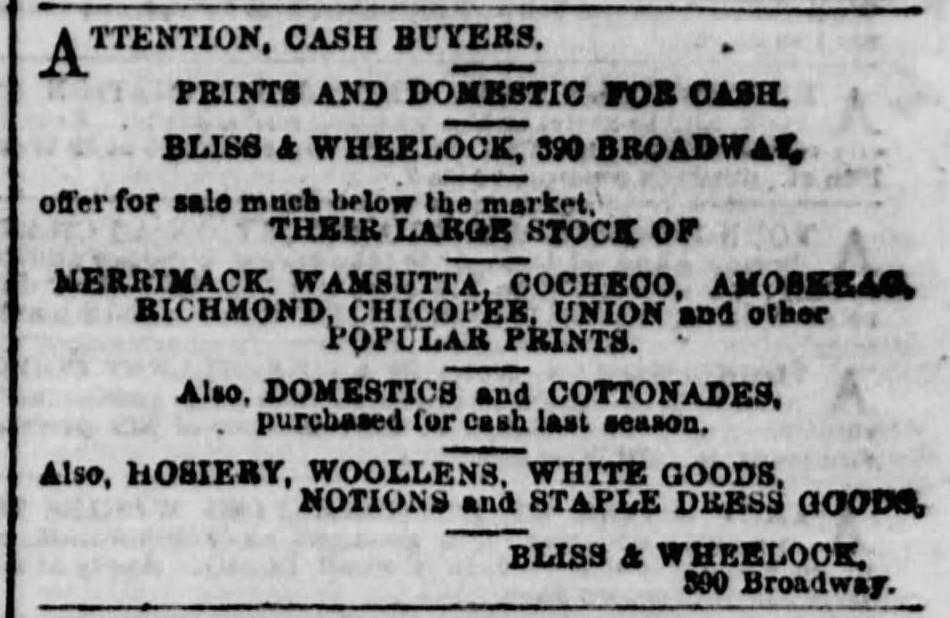 ATTENTION, CASH BUYERS.
PRINTS AND DOMESTIC FOR CASH.
BLISS & WHEELOCK, 390 BROADWAY,
offer for sale much below the market,
THEIR LARGE STOCK OF
MERRIMACK, WAMSUTTA, COCHECO, AMOSKEAG,
RICHMOND, CHICOPEE, UNION and other
POPULAR PRINTS.
Also, DOMESTICS and COTTONADES,
purchased for cash last season.
Also, HOSIERY, WOOLLENS, WHITE GOODS,
NOTIONS and STAPLE DRESS GOODS,
BLISS & WHEELOCK,
390 Broadway.